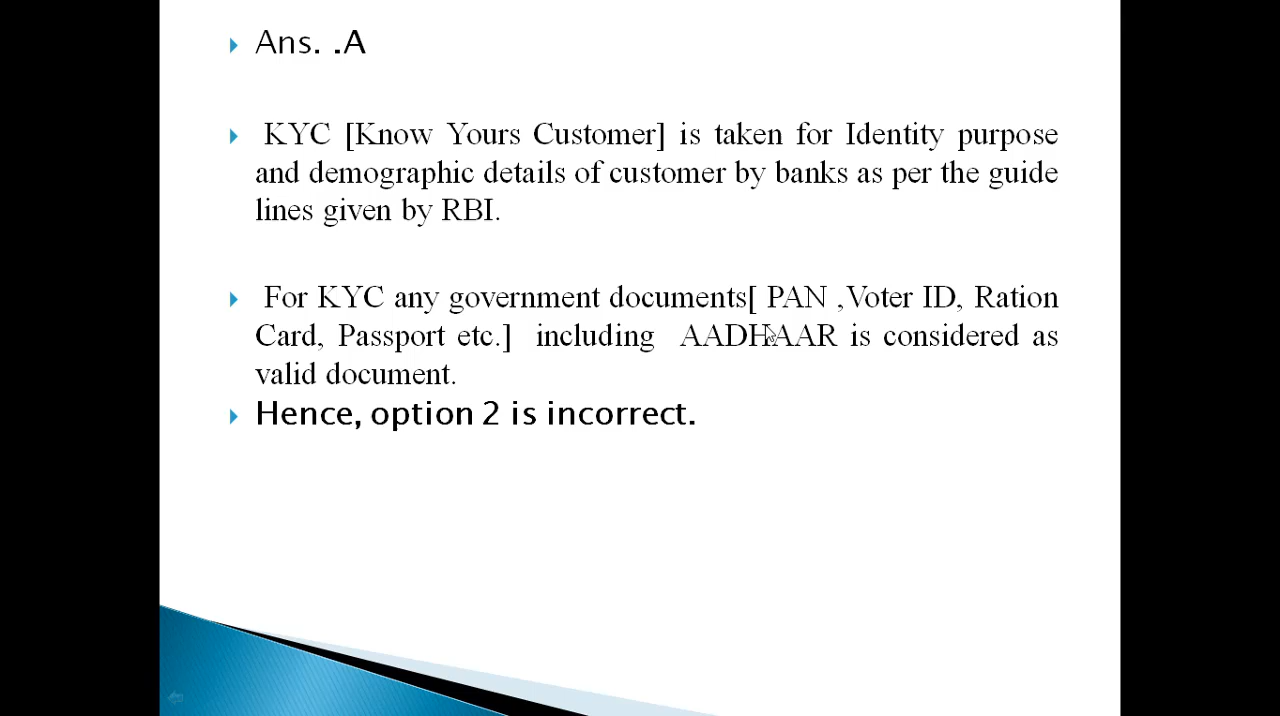 Ans. .A
KYC [Know Yours Customer] is taken for Identity purpose
and demographic details of customer by banks as per the guide
lines given by RBI.
For KYC any government documents[ PAN ,Voter ID, Ration
Card, Passport etc.] including AADHAAR is considered as
valid document.
Hence, option 2 is incorrect.